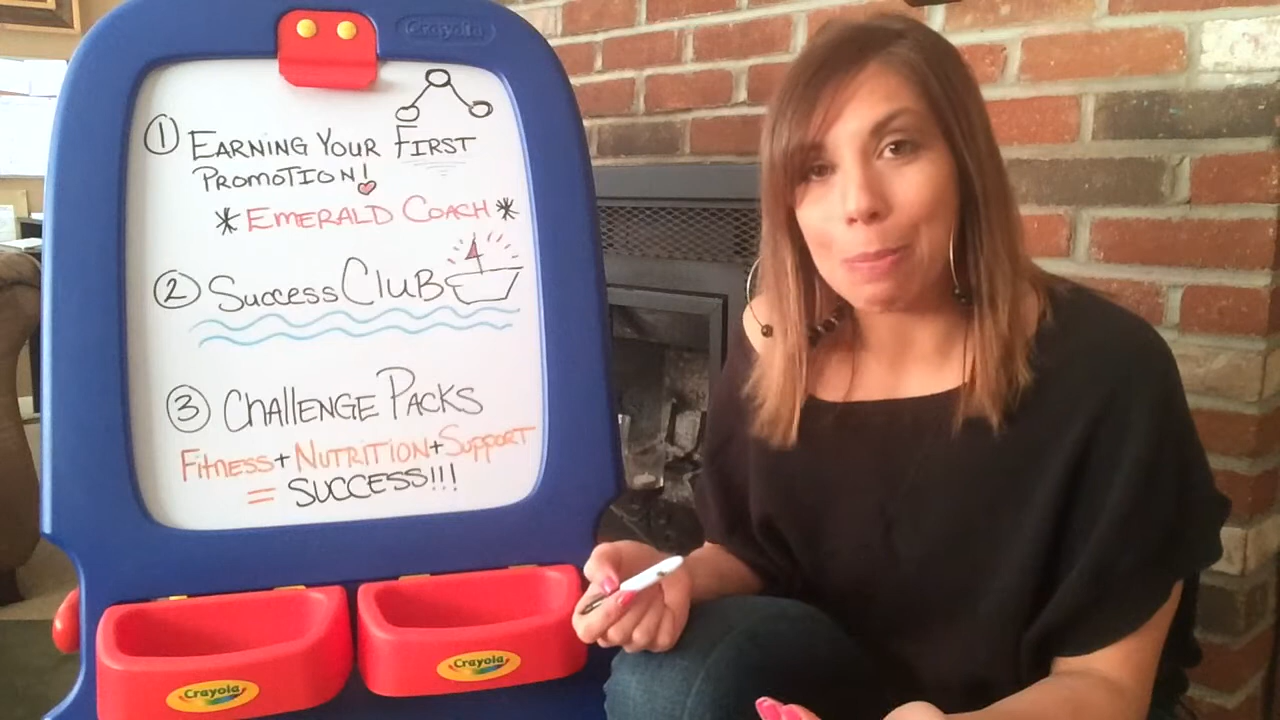 Crayola
① EARNING YOUR FIRST
PROMOTION!
* EMERALD COACH *
② SUCCESS CLUB
③ CHALLENGE PACKS
FITNESS + NUTRITION + SUPPORT
= SUCCESS!!!
Crayola
Crayola